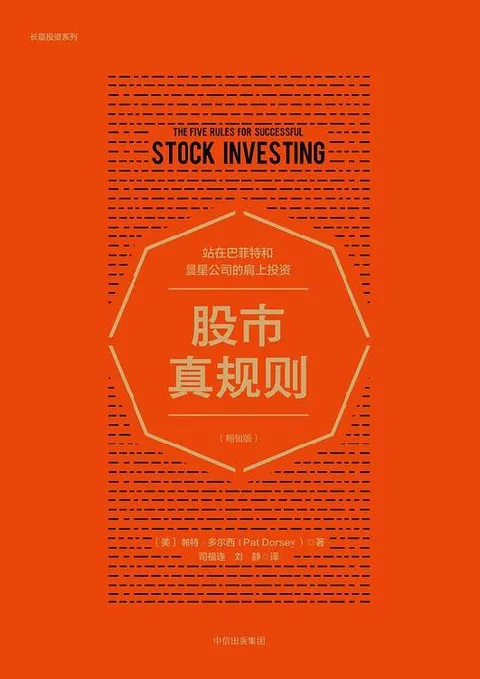 长赢投资系列
THE FIVE RULES FOR SUCCESSFUL
STOCK INVESTING
站在巴菲特和
晨星公司的肩上投资
股市
真规则
（畅销版）
［美］帕特·多尔西（Pat Dorsey）◎著
司福连 刘 静◎译
中信出版集团